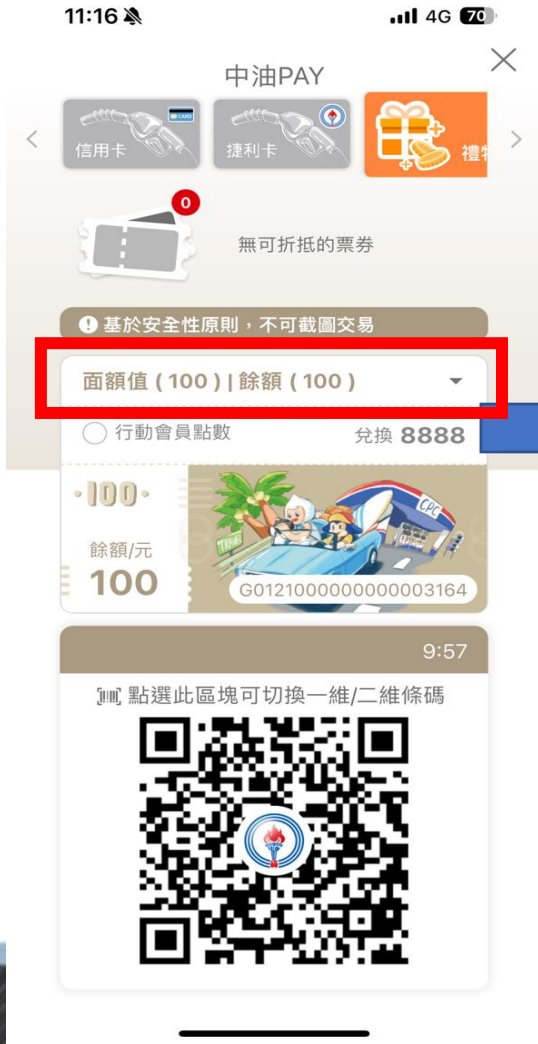 11:16
4G 70
中油PAY
信用卡
捷利卡
禮
0
無可折抵的票券
基於安全性原則，不可截圖交易
面額值 ( 100 ) | 餘額 ( 100 )
行動會員點數
兌換 8888
100
餘額/元
100
CPC
G0121000000000003164
9:57
點選此區塊可切換一維/二維條碼